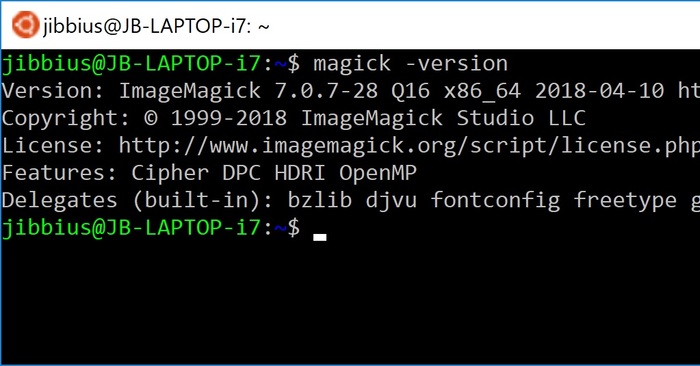 jibbius@JB-LAPTOP-i7: ~
jibbius@JB-LAPTOP-i7:~$ magick -version
Version: ImageMagick 7.0.7-28 Q16 x86_64 2018-04-10 ht
Copyright: © 1999-2018 ImageMagick Studio LLC
License: http://www.imagemagick.org/script/license.php
Features: Cipher DPC HDRI OpenMP
Delegates (built-in): bzlib djvu fontconfig freetype g
jibbius@JB-LAPTOP-i7:~$